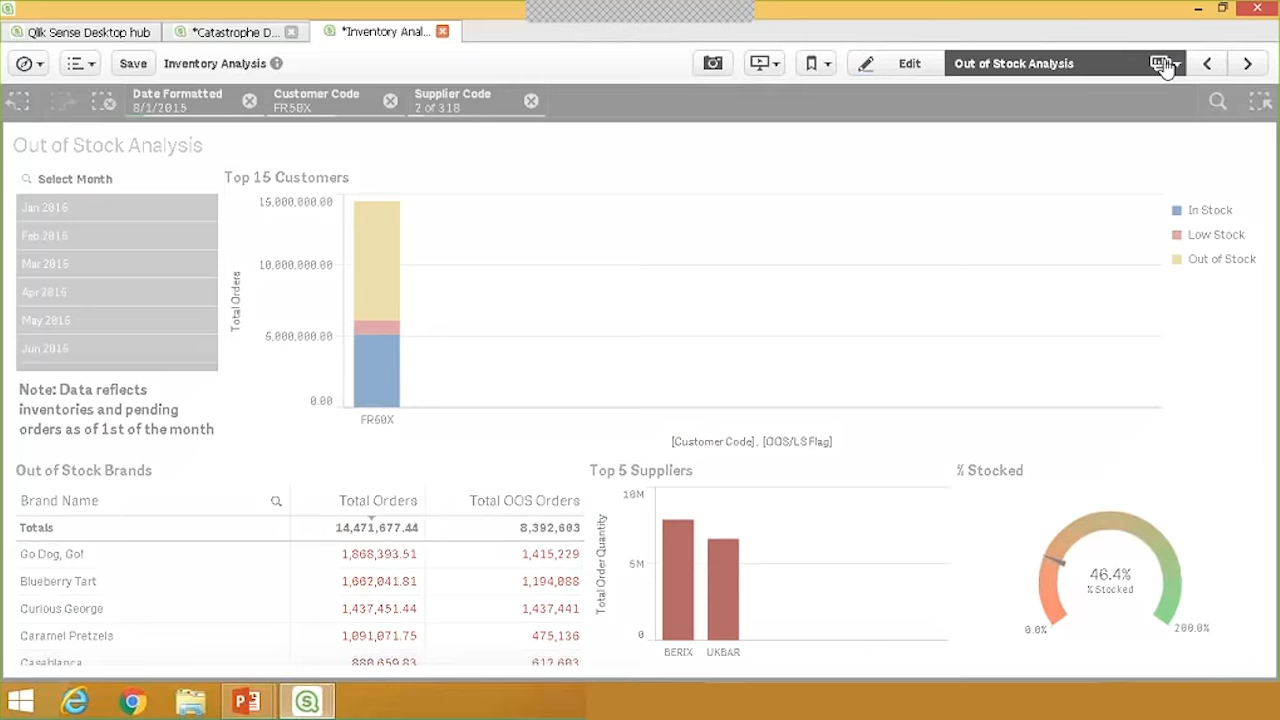 Qlik Sense Desktop hub
*Catastrophe D...
*Inventory Anal...
Save
Inventory Analysis
Edit
Out of Stock Analysis
Date Formatted
8/1/2015
Customer Code
FR50X
Supplier Code
2 of 318
Out of Stock Analysis
Select Month
Jan 2016
Feb 2016
Mar 2016
Apr 2016
May 2016
Jun 2016
Note: Data reflects
inventories and pending
orders as of 1st of the month
Top 15 Customers
Total Orders
15,000,000.00
10,000,000.00
5,000,000.00
0.00
FR50X
[Customer Code], [OOS/LS Flag]
In Stock
Low Stock
Out of Stock
Out of Stock Brands
Brand Name Total Orders Total OOS Orders
Totals 14,471,677.44 8,392,603
Go Dog, Go! 1,868,393.51 1,415,229
Blueberry Tart 1,662,041.81 1,194,088
Curious George 1,437,451.44 1,437,441
Caramel Pretzels 1,091,071.75 475,136
Casablanca 880,659.83 612,603
Top 5 Suppliers
Total Order Quantity
10M
5M
0
BERIX UKBAR
% Stocked
46.4%
% Stocked
0.0% 200.0%